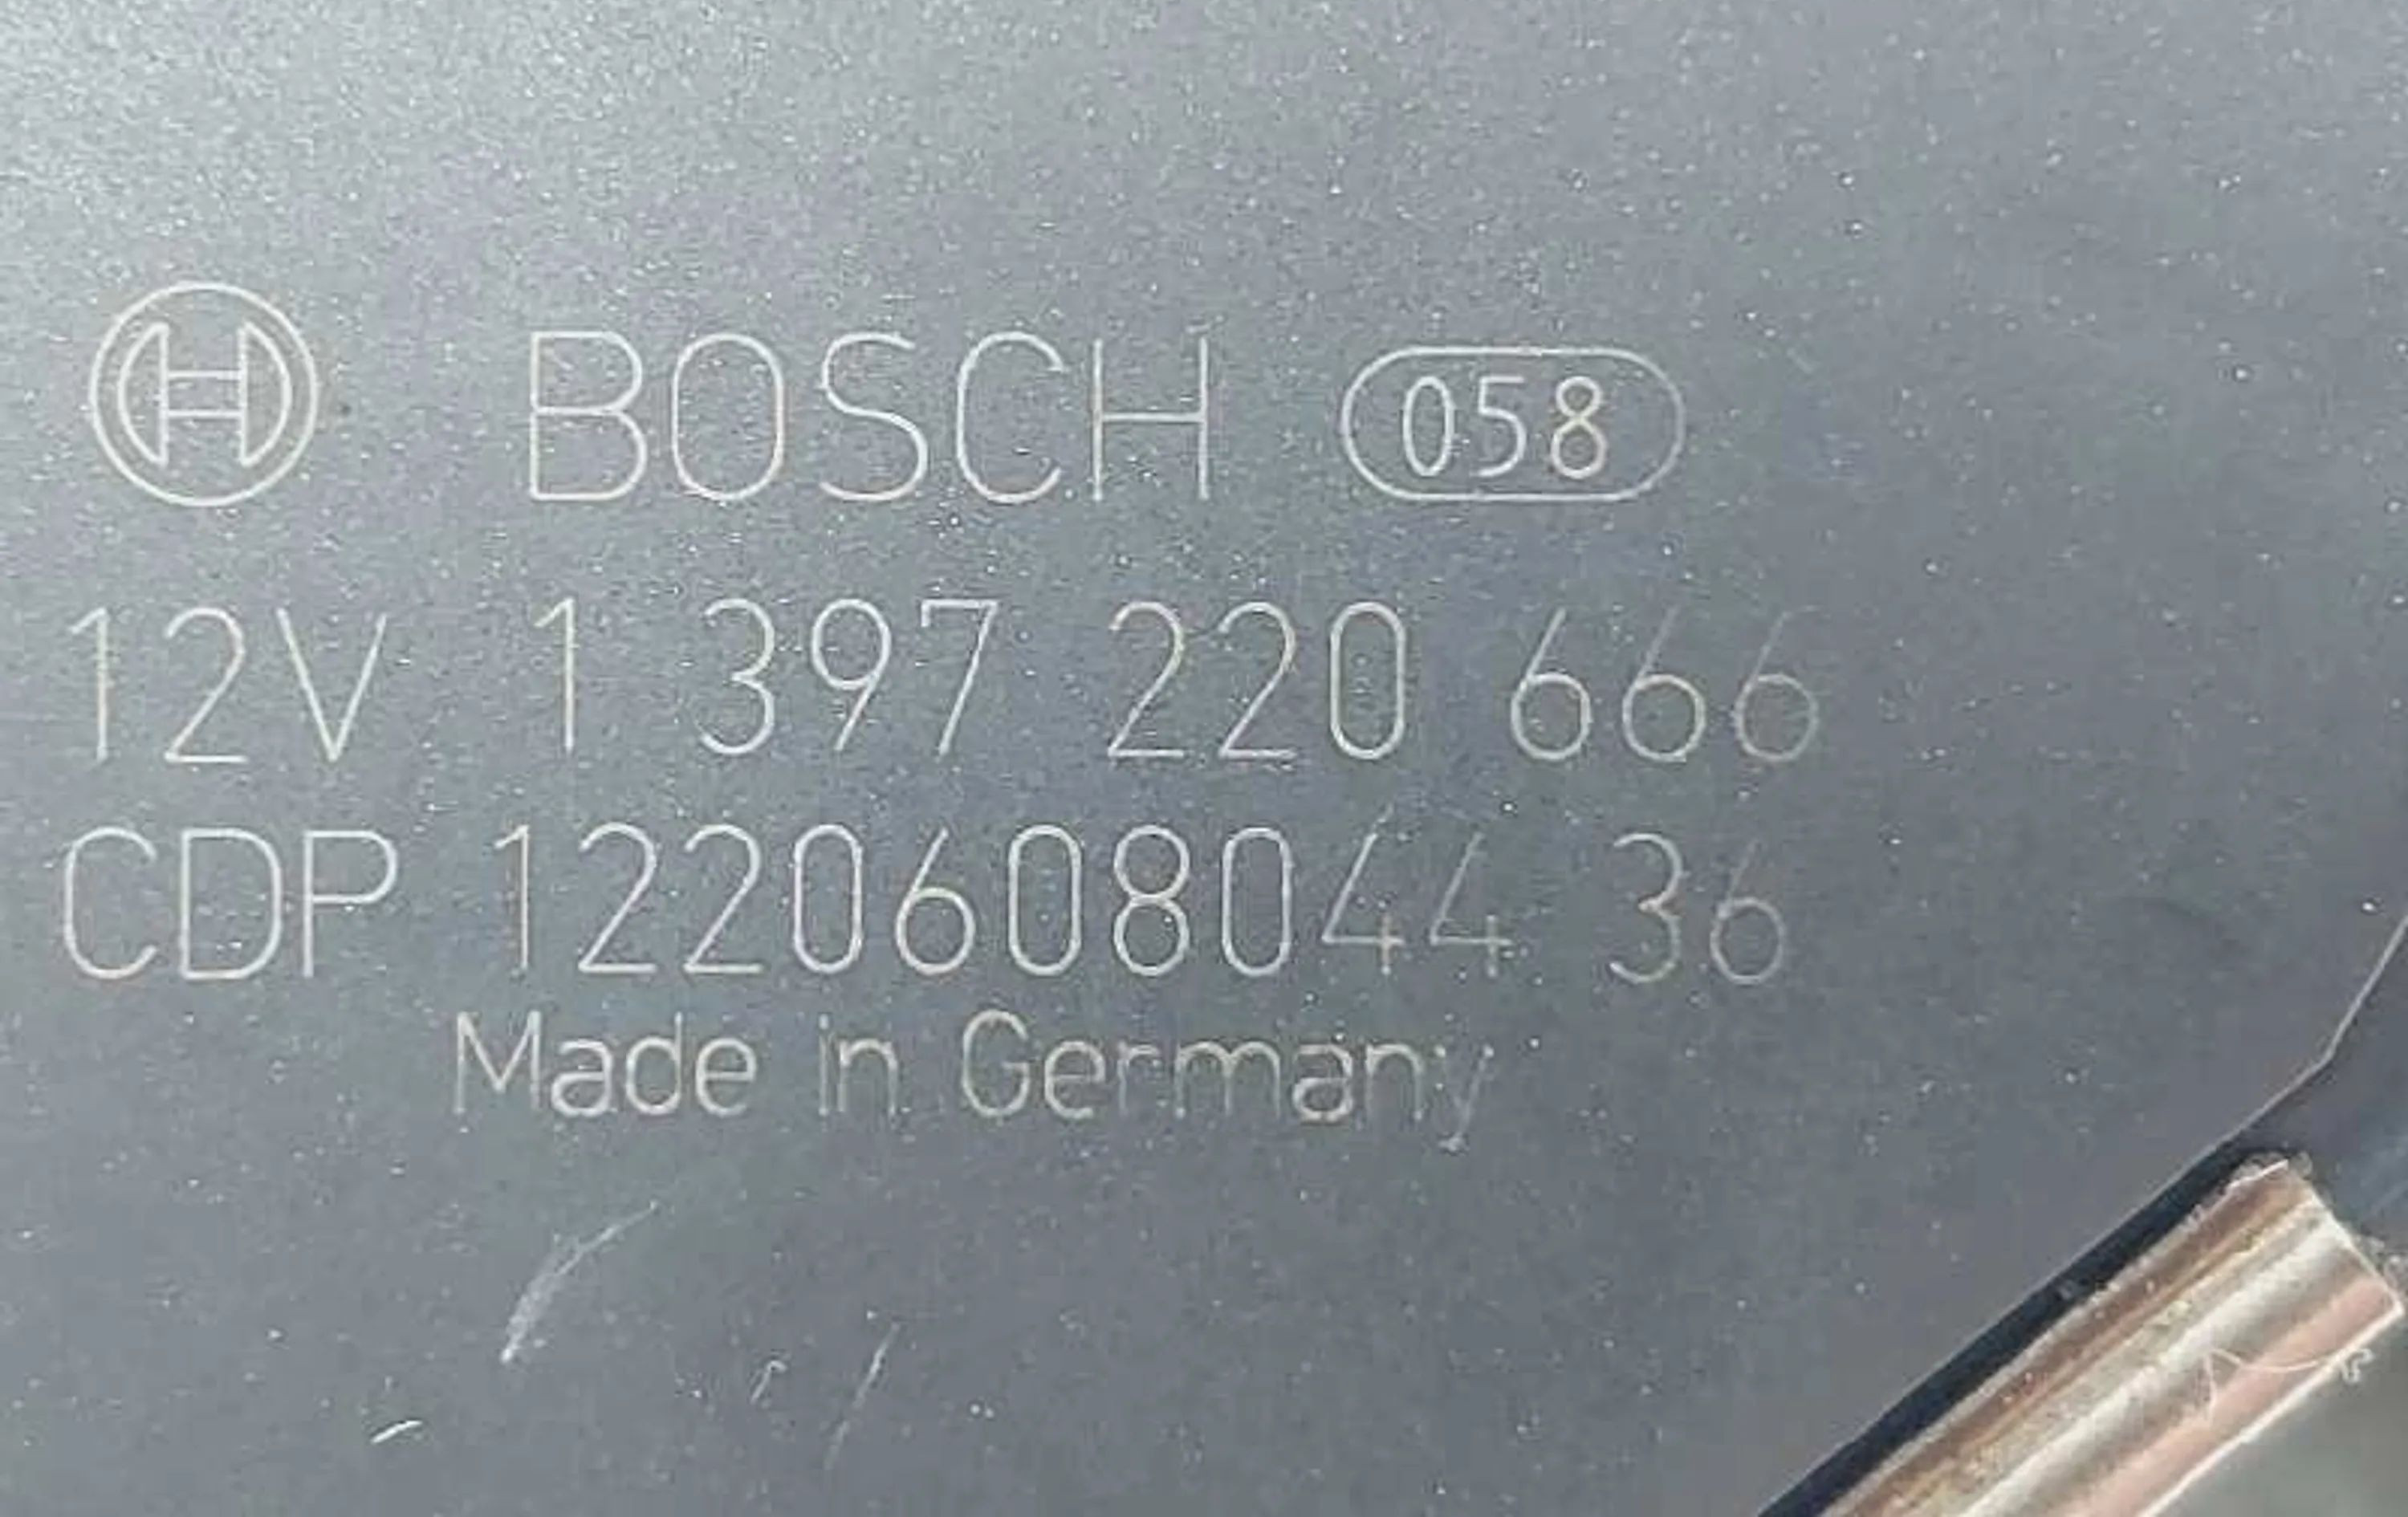 BOSCH 058
12V 1 397 220 666
CDP 1220608044 36
Made in Germany